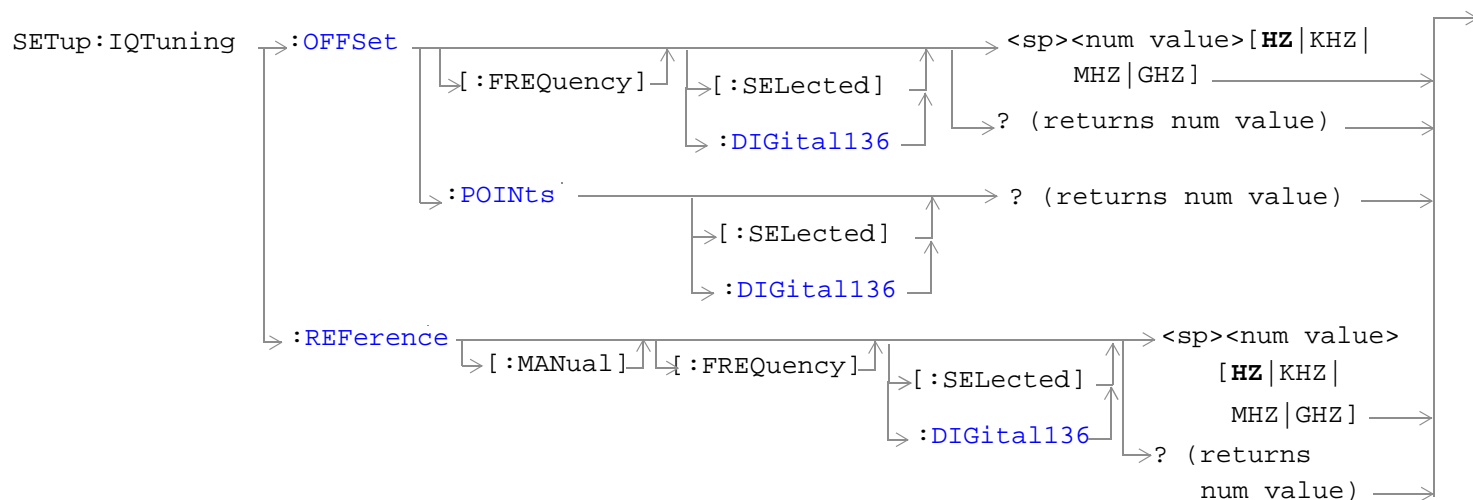 SETup:IQTuning :OFFSet <sp><num value>[HZ|KHZ|
[:FREQuency] [:SELected] MHZ|GHZ]
:DIGital136 ? (returns num value)
:POINts ? (returns num value)
[:SELected]
:DIGital136
:REFerence <sp><num value>
[:MANual] [:FREQuency] [:SELected] [HZ|KHZ|
:DIGital136 MHZ|GHZ]
? (returns
num value)